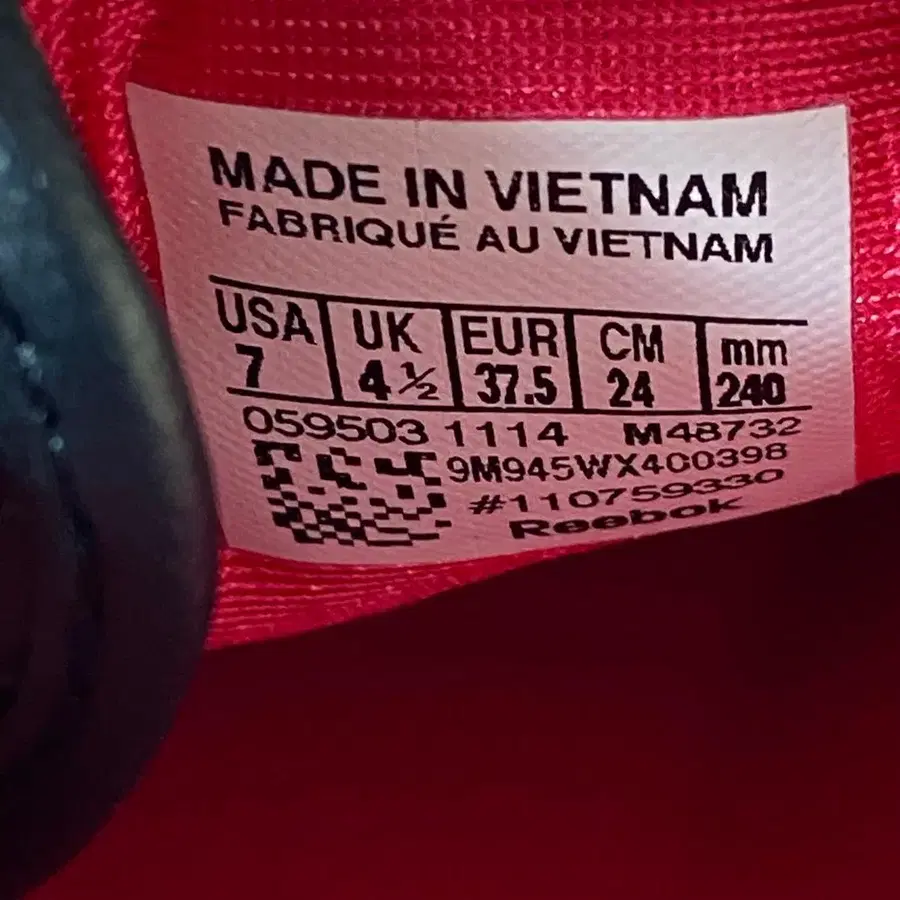 MADE IN VIETNAM
FABRIQUÉ AU VIETNAM
USA UK EUR CM mm
7 4 ½ 37.5 24 240
059503 1114 M48732
9M945WX400398
#110759330
Reebok